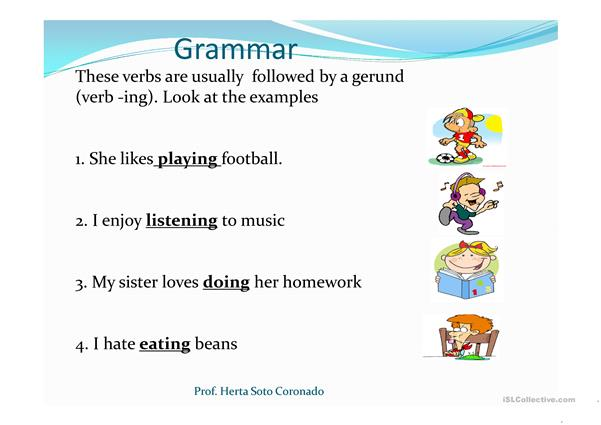 Grammar
These verbs are usually followed by a gerund
(verb -ing). Look at the examples
1. She likes playing football.
2. I enjoy listening to music
3. My sister loves doing her homework
4. I hate eating beans
Prof. Herta Soto Coronado
iSLCollective.com